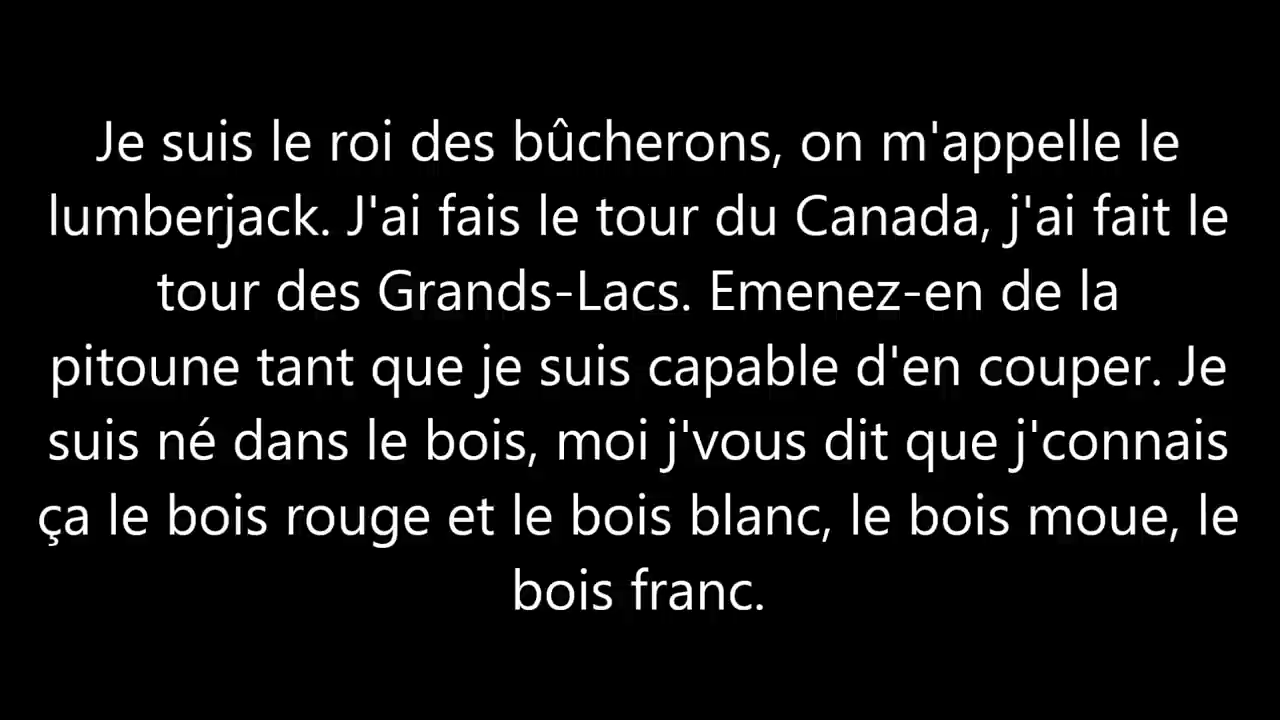 Je suis le roi des bûcherons, on m'appelle le
lumberjack. J'ai fais le tour du Canada, j'ai fait le
tour des Grands-Lacs. Emenez-en de la
pitoune tant que je suis capable d'en couper. Je
suis né dans le bois, moi j'vous dit que j'connais
ça le bois rouge et le bois blanc, le bois moue, le
bois franc.